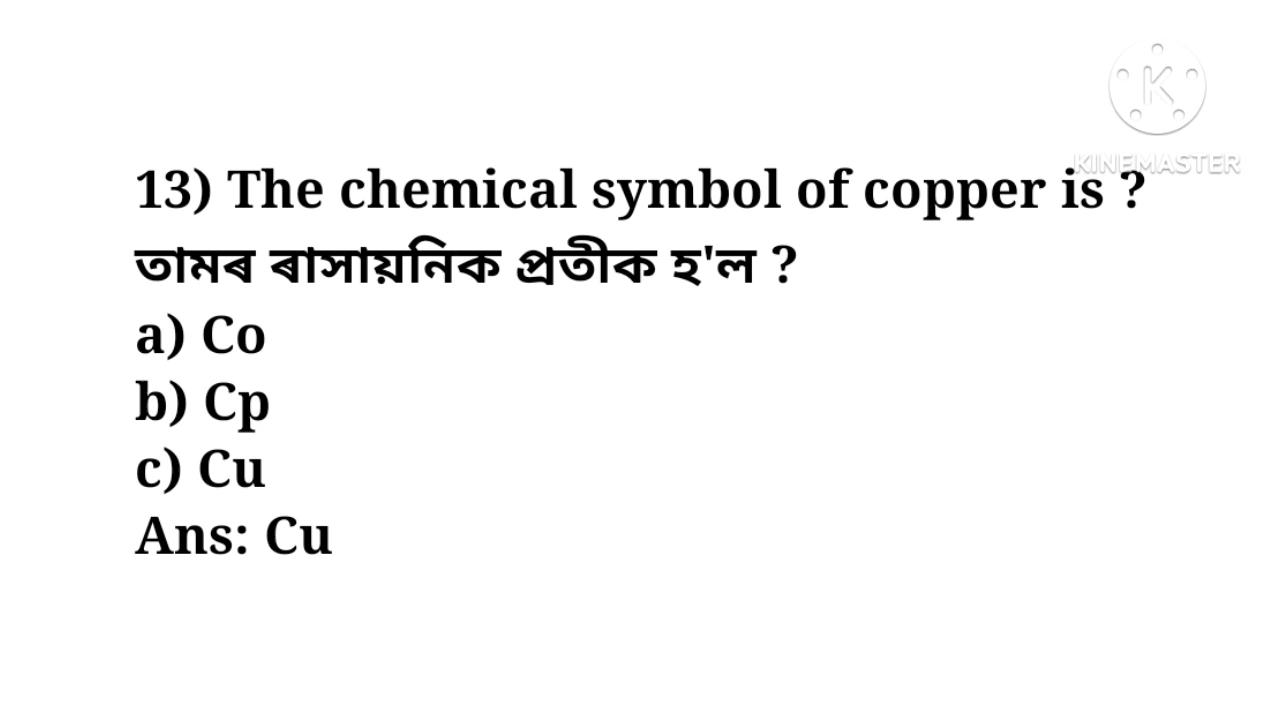 KINEMASTER
13) The chemical symbol of copper is ?
তামৰ ৰাসায়নিক প্ৰতীক হ'ল ?
a) Co
b) Cp
c) Cu
Ans: Cu